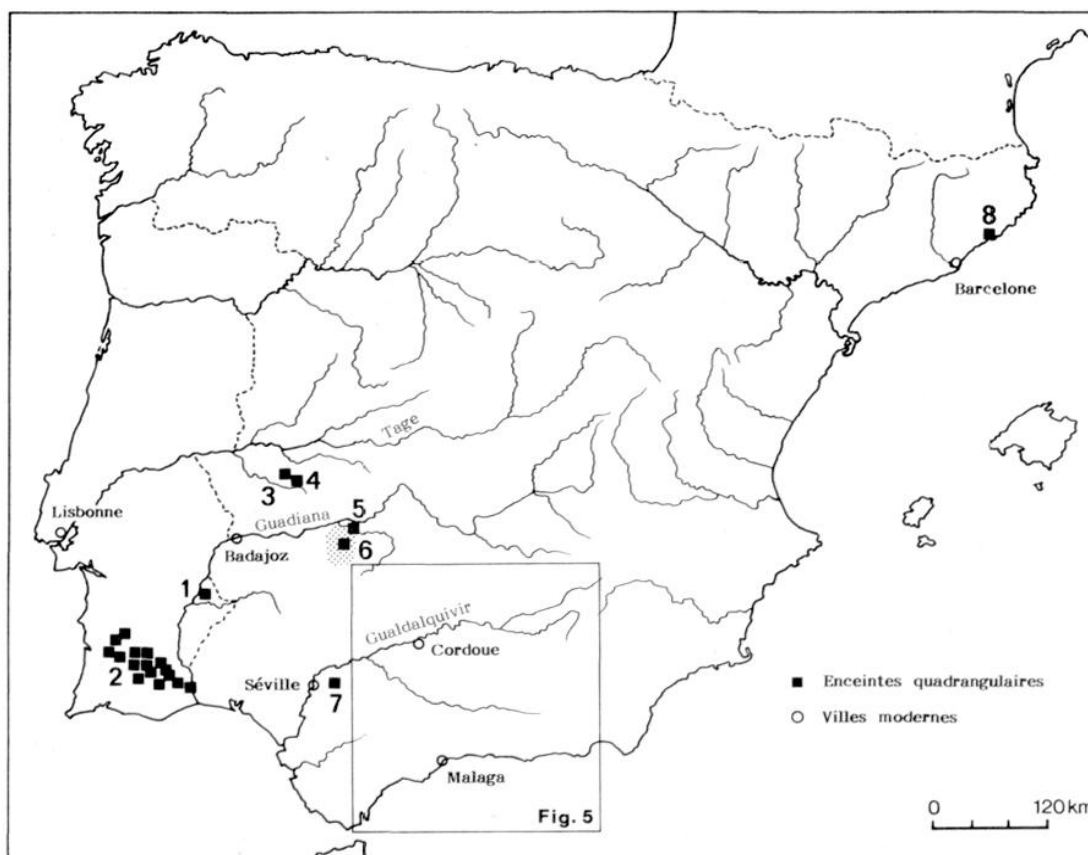 8
Barcelone
Tage
3
4
Lisbonne
Guadiana
5
Badajoz
6
1
Gualdalquivir
Cordoue
2
Séville
7
■ Enceintes quadrangulaires
○ Villes modernes
Malaga
Fig. 5
0 120 km